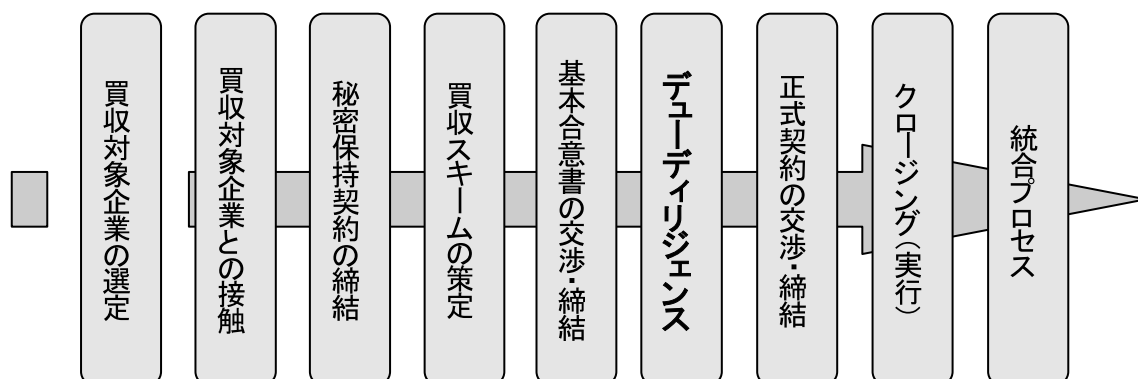 買収対象企業の選定
買収対象企業との接触
秘密保持契約の締結
買収スキームの策定
基本合意書の交渉・締結
デューディリジェンス
正式契約の交渉・締結
クロージング（実行）
統合プロセス